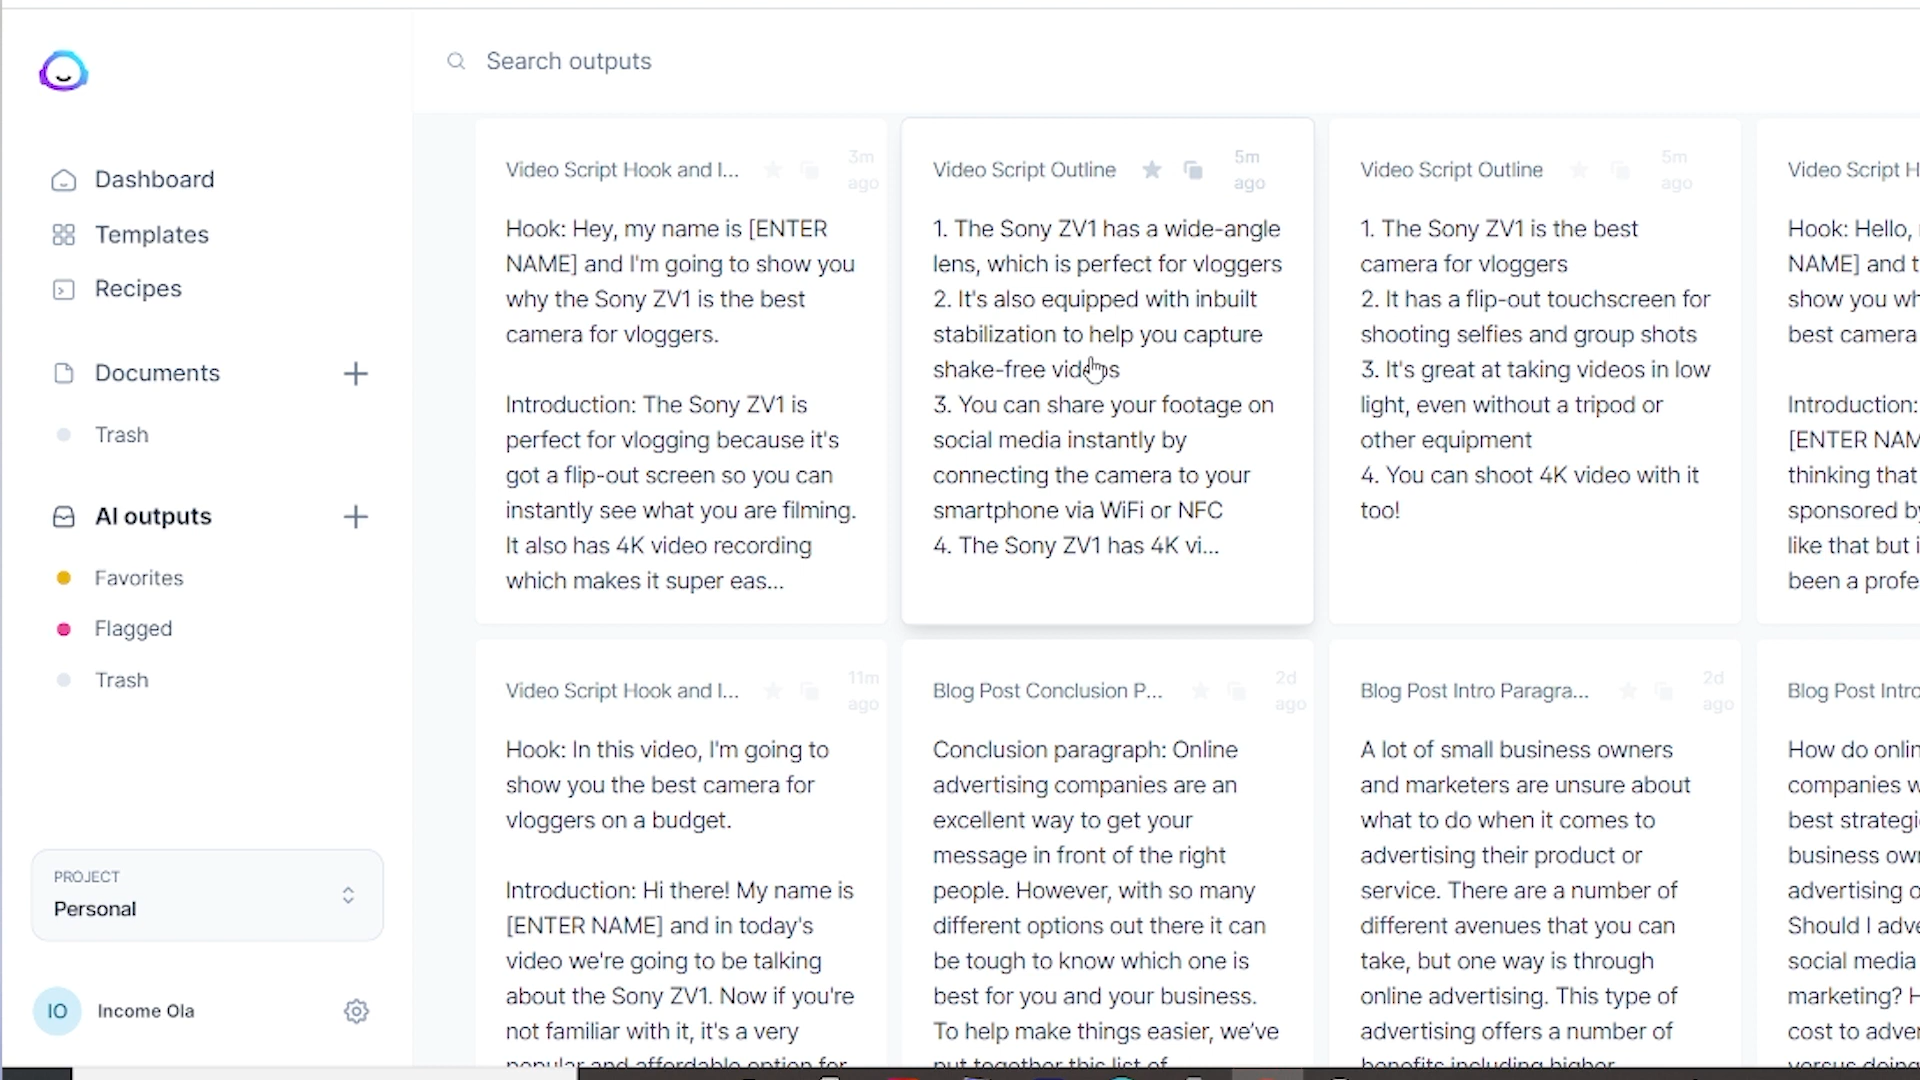 Search outputs
Dashboard
Templates
Recipes
Documents
Trash
AI outputs
Favorites
Flagged
Trash
PROJECT
Personal
IO
Income Ola
Video Script Hook and I...
3m
ago
Hook: Hey, my name is [ENTER
NAME] and I'm going to show you
why the Sony ZV1 is the best
camera for vloggers.
Introduction: The Sony ZV1 is
perfect for vlogging because it's
got a flip-out screen so you can
instantly see what you are filming.
It also has 4K video recording
which makes it super eas...
Video Script Outline
5m
ago
1. The Sony ZV1 has a wide-angle
lens, which is perfect for vloggers
2. It's also equipped with inbuilt
stabilization to help you capture
shake-free videos
3. You can share your footage on
social media instantly by
connecting the camera to your
smartphone via WiFi or NFC
4. The Sony ZV1 has 4K vi...
Video Script Outline
5m
ago
1. The Sony ZV1 is the best
camera for vloggers
2. It has a flip-out touchscreen for
shooting selfies and group shots
3. It's great at taking videos in low
light, even without a tripod or
other equipment
4. You can shoot 4K video with it
too!
Video Script H
Hook: Hello,
NAME] and t
show you wh
best camera
Introduction:
[ENTER NAM
thinking that
sponsored by
like that but i
been a profe
Video Script Hook and I...
11m
ago
Hook: In this video, I'm going to
show you the best camera for
vloggers on a budget.
Introduction: Hi there! My name is
[ENTER NAME] and in today's
video we're going to be talking
about the Sony ZV1. Now if you're
not familiar with it, it's a very
popular and affordable option for
Blog Post Conclusion P...
2d
ago
Conclusion paragraph: Online
advertising companies are an
excellent way to get your
message in front of the right
people. However, with so many
different options out there it can
be tough to know which one is
best for you and your business.
To help make things easier, we've
put together this list of
Blog Post Intro Paragra...
2d
ago
A lot of small business owners
and marketers are unsure about
what to do when it comes to
advertising their product or
service. There are a number of
different avenues that you can
take, but one way is through
online advertising. This type of
advertising offers a number of
benefits including higher
Blog Post Intro
How do onlin
companies w
best strategi
business own
advertising o
Should I adve
social media
marketing? H
cost to adver
versus doing